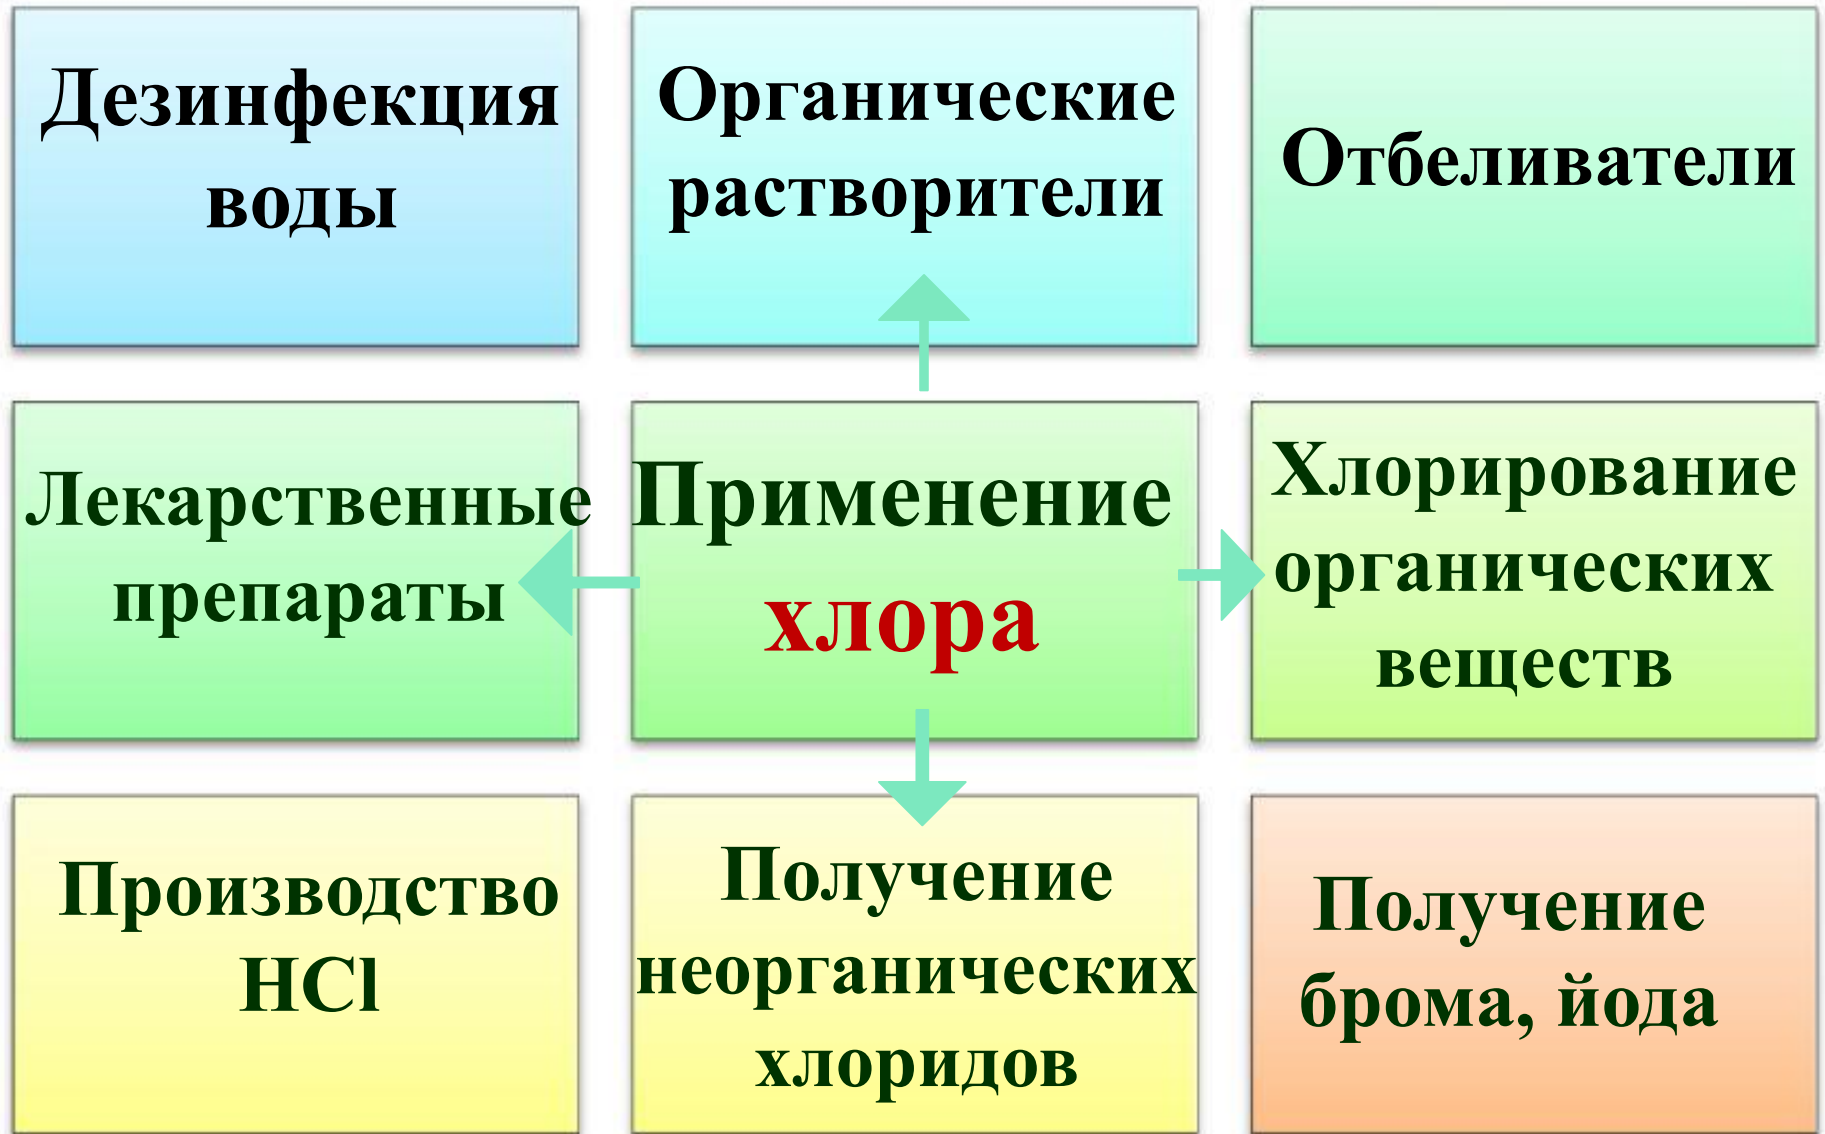 Дезинфекция
воды
Органические
растворители
Отбеливатели
Лекарственные
препараты
Применение
хлора
Хлорирование
органических
веществ
Производство
HCl
Получение
неорганических
хлоридов
Получение
брома, йода